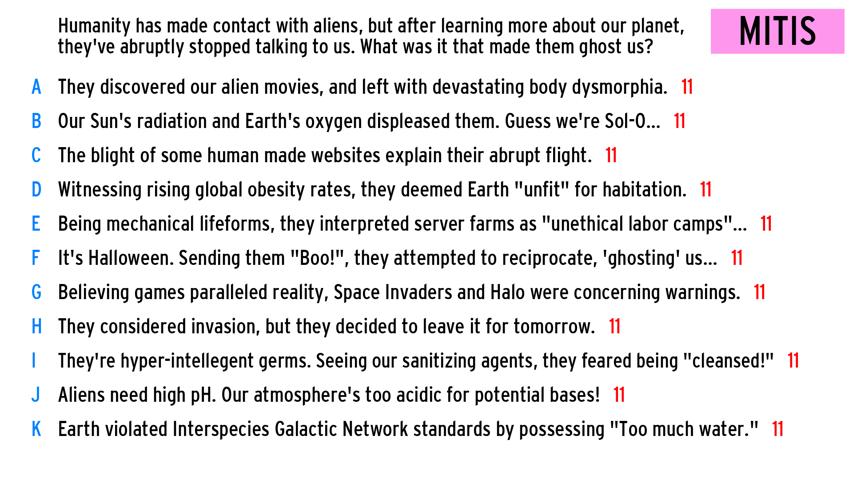 Humanity has made contact with aliens, but after learning more about our planet,
they've abruptly stopped talking to us. What was it that made them ghost us?
MITIS
A They discovered our alien movies, and left with devastating body dysmorphia. 11
B Our Sun's radiation and Earth's oxygen displeased them. Guess we're Sol-O... 11
C The blight of some human made websites explain their abrupt flight. 11
D Witnessing rising global obesity rates, they deemed Earth "unfit" for habitation. 11
E Being mechanical lifeforms, they interpreted server farms as "unethical labor camps"... 11
F It's Halloween. Sending them "Boo!", they attempted to reciprocate, 'ghosting' us... 11
G Believing games paralleled reality, Space Invaders and Halo were concerning warnings. 11
H They considered invasion, but they decided to leave it for tomorrow. 11
I They're hyper-intellegent germs. Seeing our sanitizing agents, they feared being "cleansed!" 11
J Aliens need high pH. Our atmosphere's too acidic for potential bases! 11
K Earth violated Interspecies Galactic Network standards by possessing "Too much water." 11